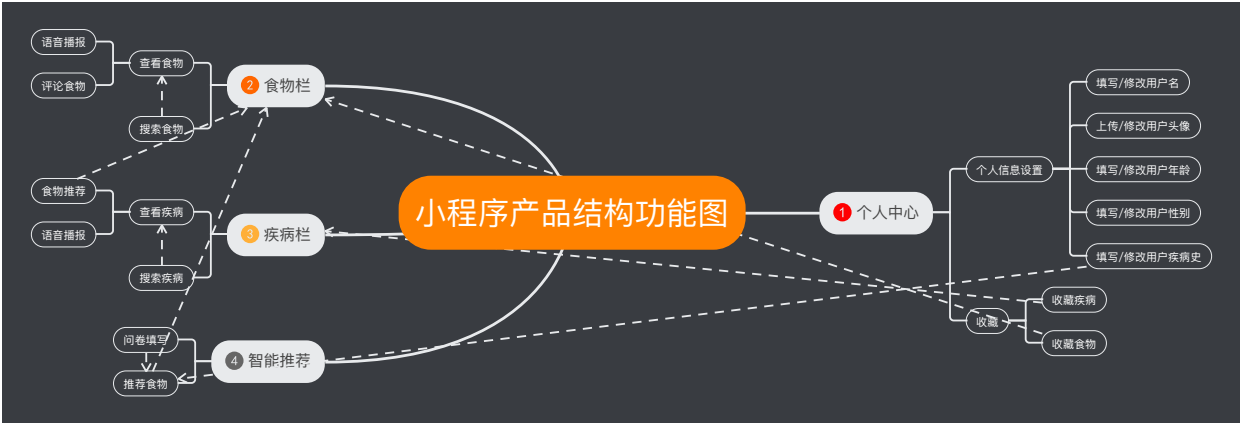 小程序产品结构功能图
1 个人中心
个人信息设置
填写/修改用户名
上传/修改用户头像
填写/修改用户年龄
填写/修改用户性别
填写/修改用户疾病史
收藏
收藏疾病
收藏食物
2 食物栏
查看食物
语音播报
评论食物
搜索食物
3 疾病栏
查看疾病
食物推荐
语音播报
搜索疾病
4 智能推荐
问卷填写
推荐食物